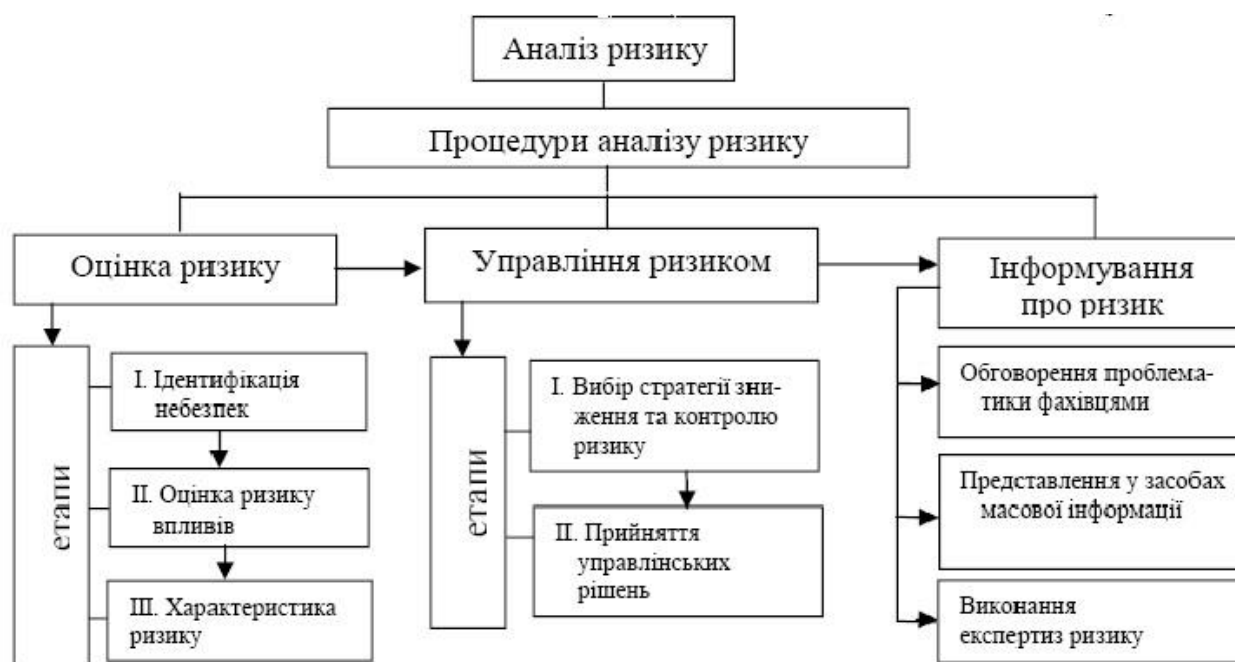 Аналіз ризику
Процедури аналізу ризику
Оцінка ризику
етапи
I. Ідентифікація
небезпек
II. Оцінка ризику
впливів
III. Характеристика
ризику
Управління ризиком
етапи
I. Вибір стратегії зни-
ження та контролю
ризику
II. Прийняття
управлінських
рішень
Інформування
про ризик
Обговорення проблема-
тики фахівцями
Представлення у засобах
масової інформації
Виконання
експертиз ризику